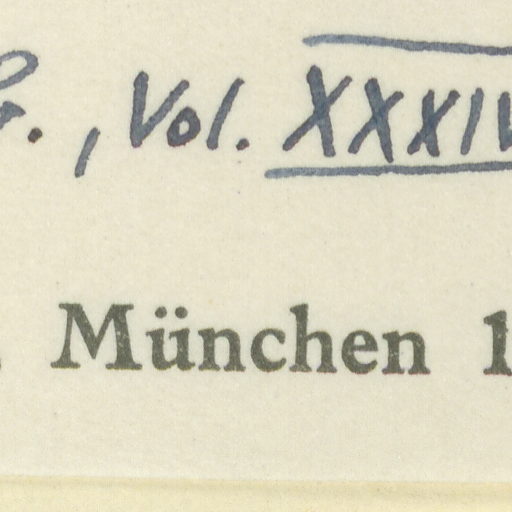 , Vol. XXXIV
München 1